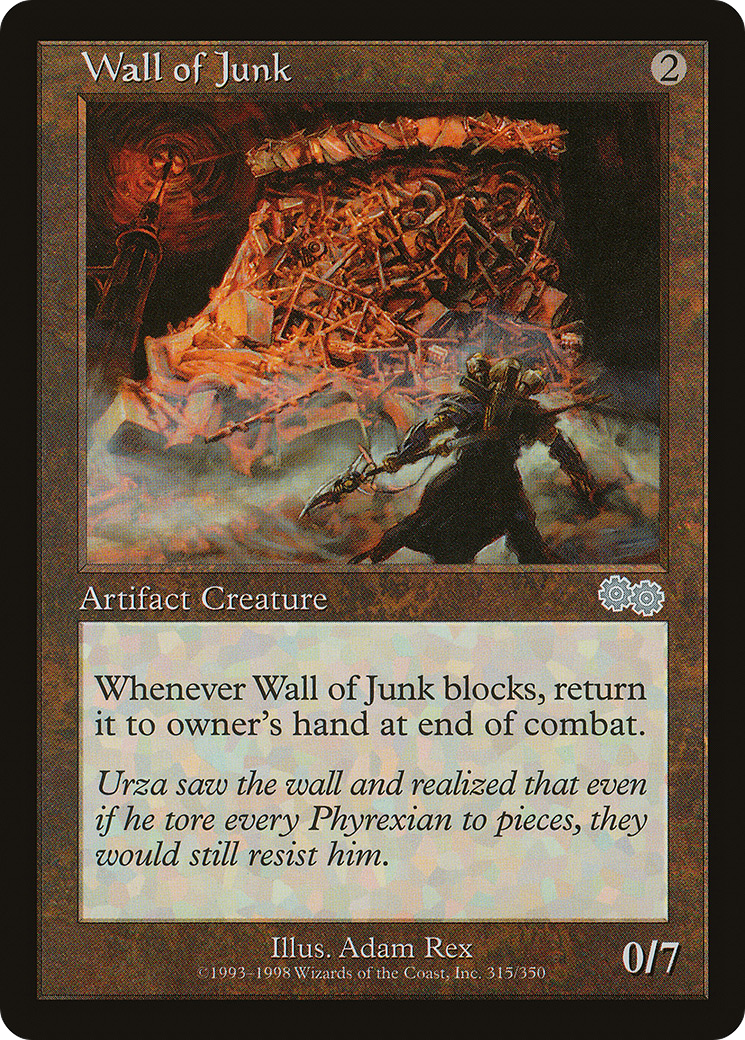 Wall of Junk
2
Artifact Creature
Whenever Wall of Junk blocks, return
it to owner's hand at end of combat.
Urza saw the wall and realized that even
if he tore every Phyrexian to pieces, they
would still resist him.
Illus. Adam Rex
©1993–1998 Wizards of the Coast, Inc. 315/350
0/7